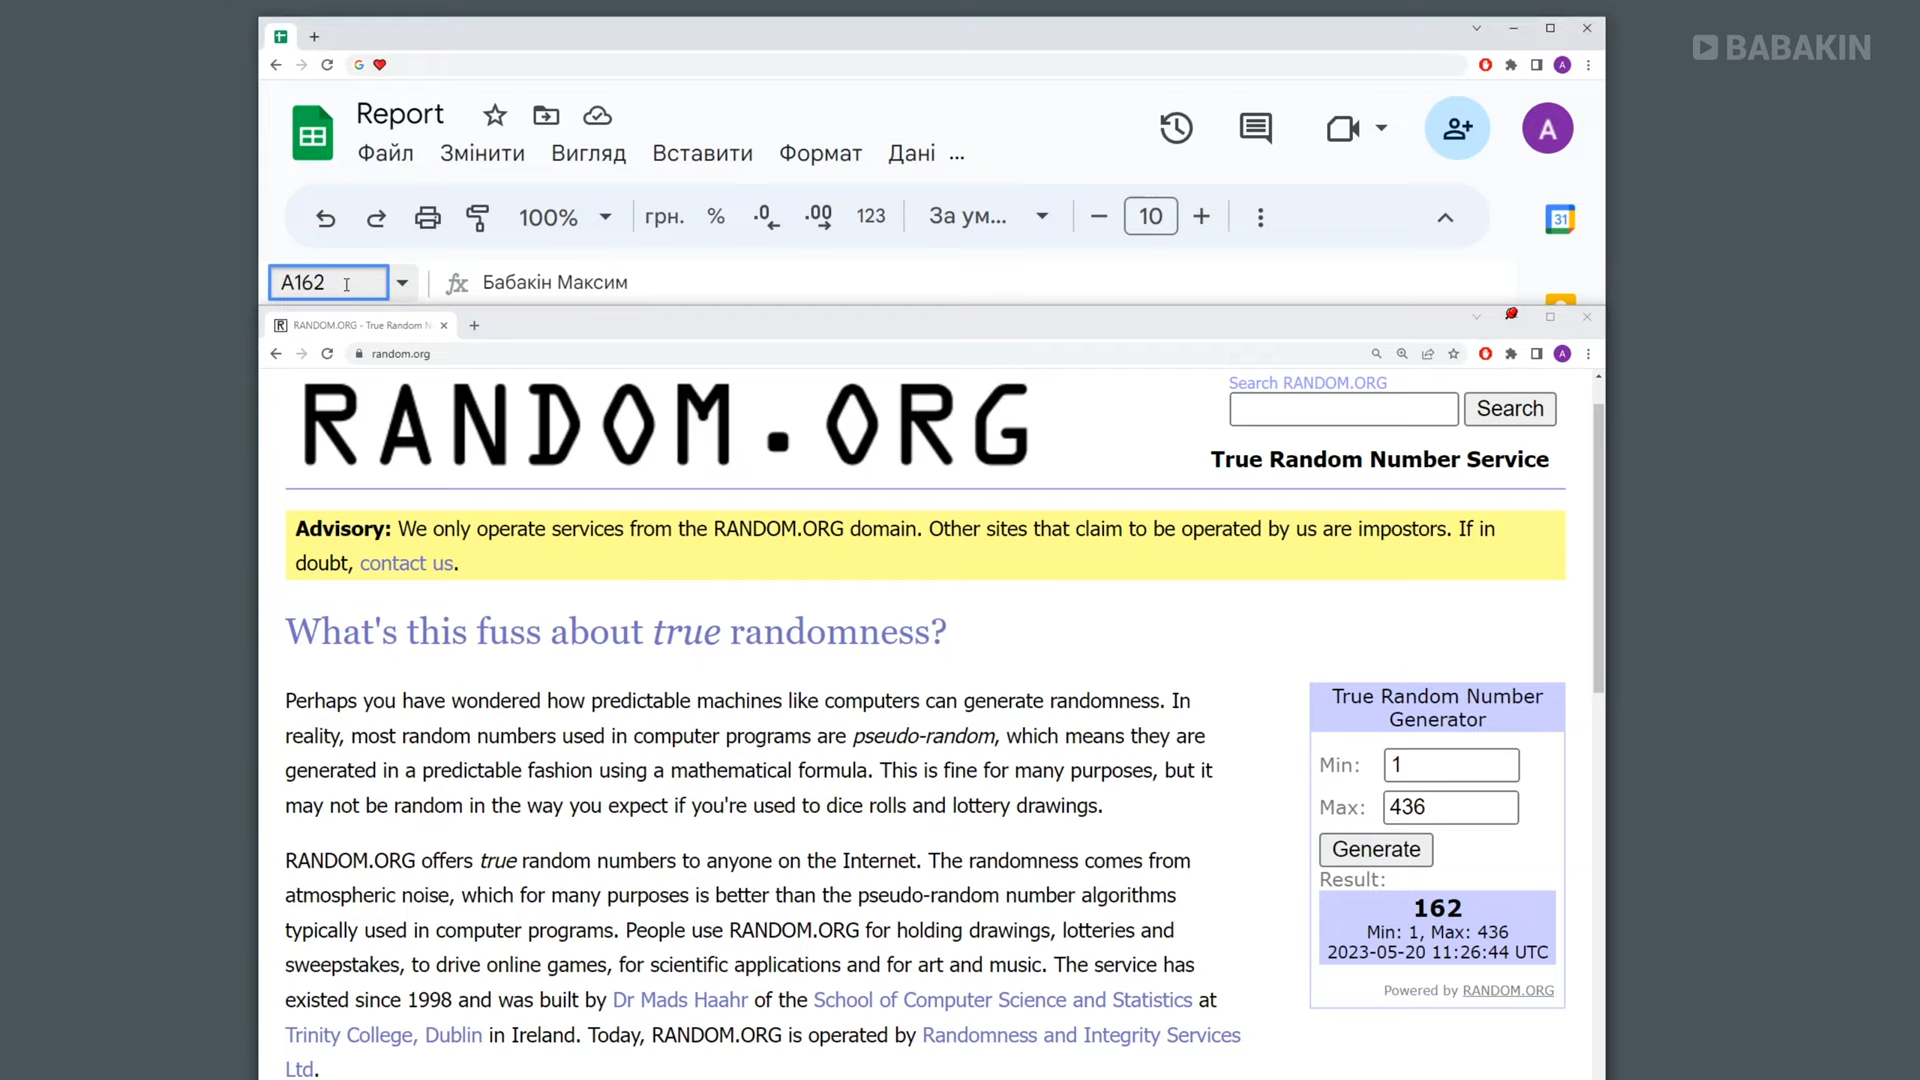 BABAKIN
Report
Файл Змінити Вигляд Вставити Формат Дані ...
100% грн. % .0 .00 123 За ум... 10
31
A
A162 fx Бабакін Максим
RANDOM.ORG - True Random N
random.org
RANDOM.ORG
Search RANDOM.ORG
Search
True Random Number Service
Advisory: We only operate services from the RANDOM.ORG domain. Other sites that claim to be operated by us are impostors. If in
doubt, contact us.
What's this fuss about true randomness?
Perhaps you have wondered how predictable machines like computers can generate randomness. In
reality, most random numbers used in computer programs are pseudo-random, which means they are
generated in a predictable fashion using a mathematical formula. This is fine for many purposes, but it
may not be random in the way you expect if you're used to dice rolls and lottery drawings.
RANDOM.ORG offers true random numbers to anyone on the Internet. The randomness comes from
atmospheric noise, which for many purposes is better than the pseudo-random number algorithms
typically used in computer programs. People use RANDOM.ORG for holding drawings, lotteries and
sweepstakes, to drive online games, for scientific applications and for art and music. The service has
existed since 1998 and was built by Dr Mads Haahr of the School of Computer Science and Statistics at
Trinity College, Dublin in Ireland. Today, RANDOM.ORG is operated by Randomness and Integrity Services
Ltd.
True Random Number
Generator
Min: 1
Max: 436
Generate
Result:
162
Min: 1, Max: 436
2023-05-20 11:26:44 UTC
Powered by RANDOM.ORG